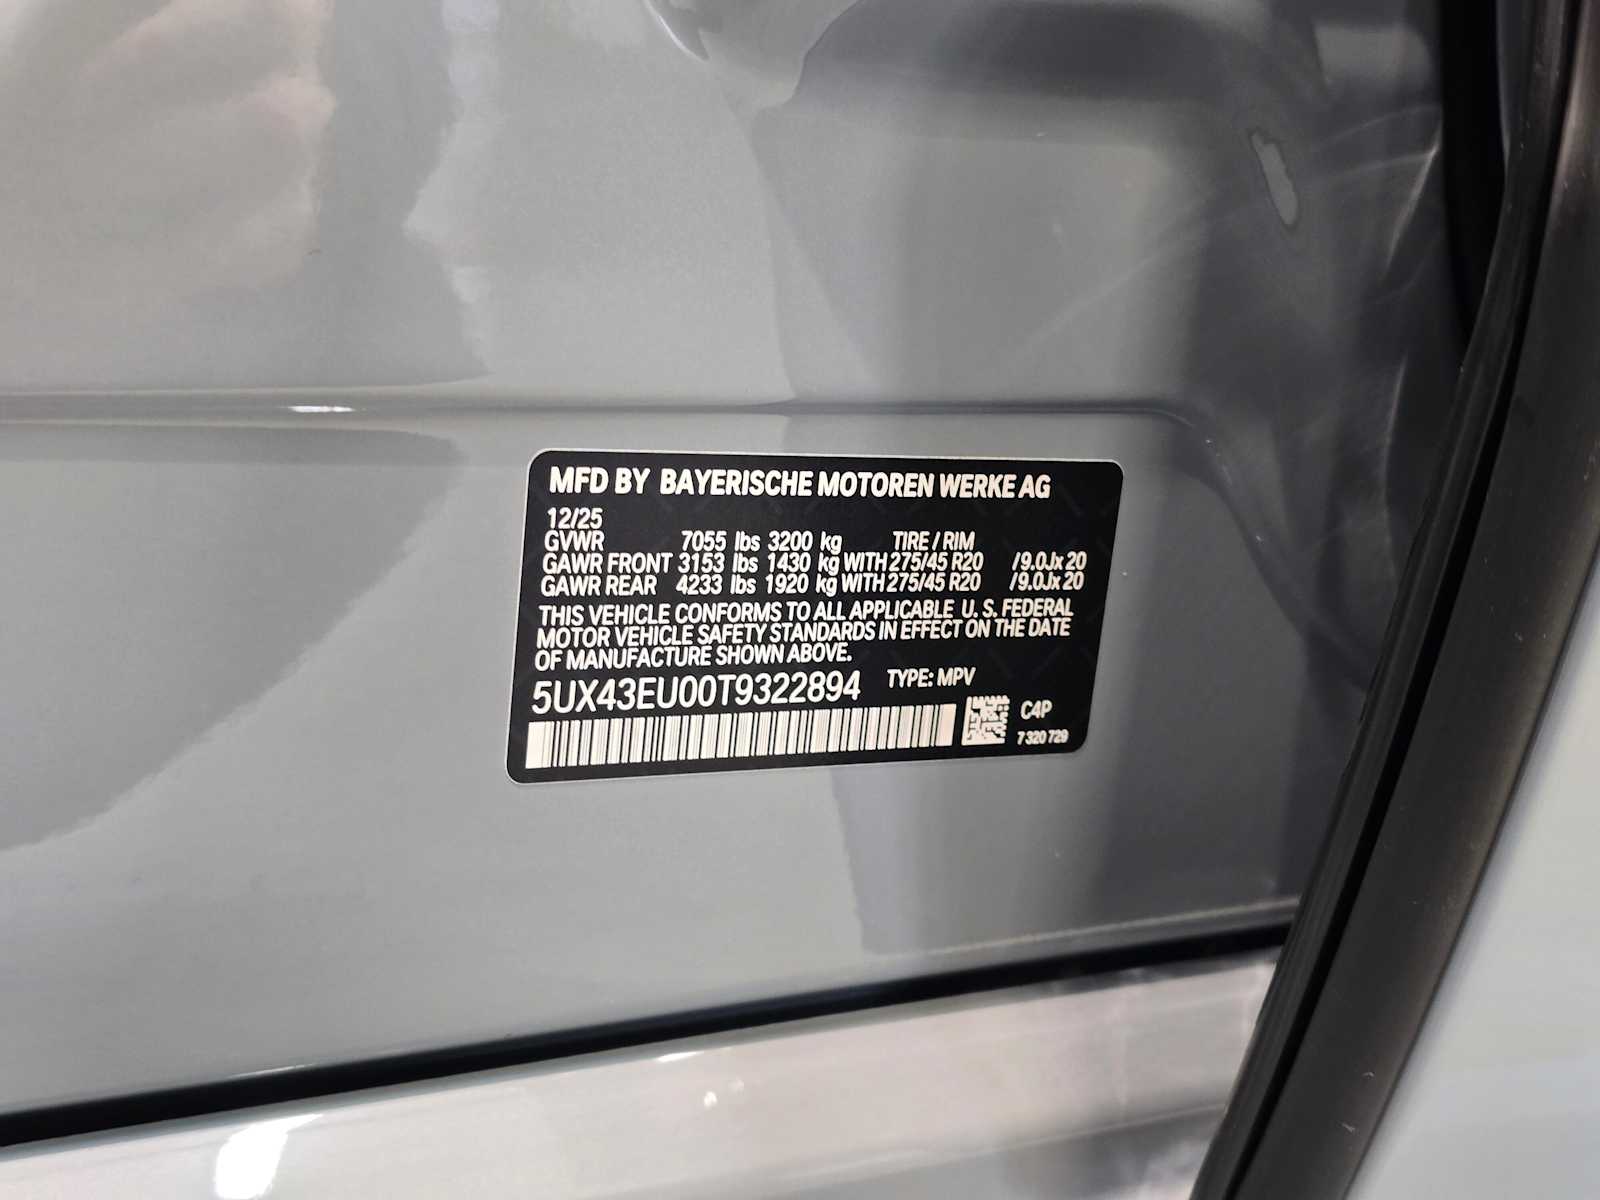 MFD BY BAYERISCHE MOTOREN WERKE AG
12/25
GVWR 7055 lbs 3200 kg TIRE / RIM
GAWR FRONT 3153 lbs 1430 kg WITH 275/45 R20 /9.0Jx20
GAWR REAR 4233 lbs 1920 kg WITH 275/45 R20 /9.0Jx20
THIS VEHICLE CONFORMS TO ALL APPLICABLE U.S. FEDERAL
MOTOR VEHICLE SAFETY STANDARDS IN EFFECT ON THE DATE
OF MANUFACTURE SHOWN ABOVE.
5UX43EU00T9322894 TYPE: MPV
C4P
7 320 729